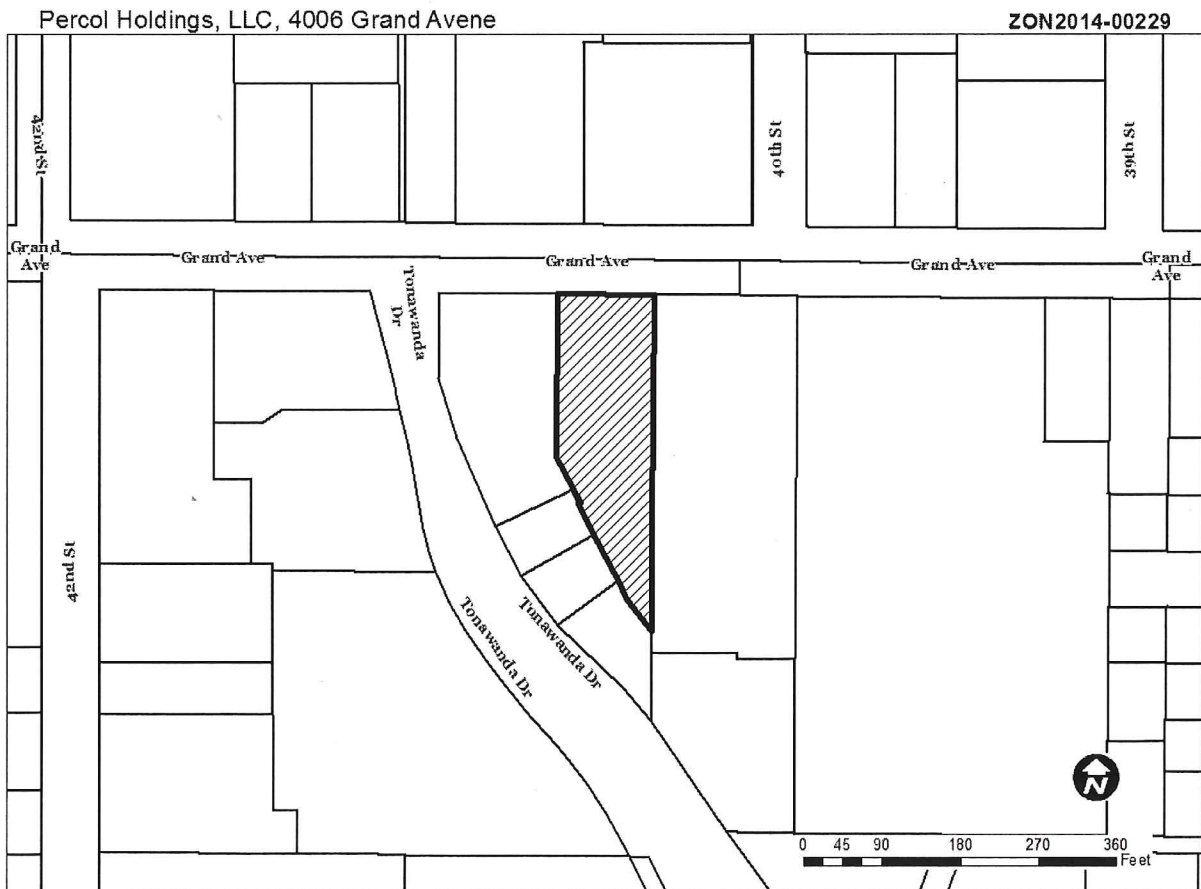 Percol Holdings, LLC, 4006 Grand Avene
ZON2014-00229
42nd St
40th St
39th St
Grand
Ave
Grand Ave
Grand Ave
Grand Ave
Grand
Ave
Tonawanda
Dr
42nd St
Tonawanda Dr
Tonawanda Dr
N
0 45 90 180 270 360
Feet